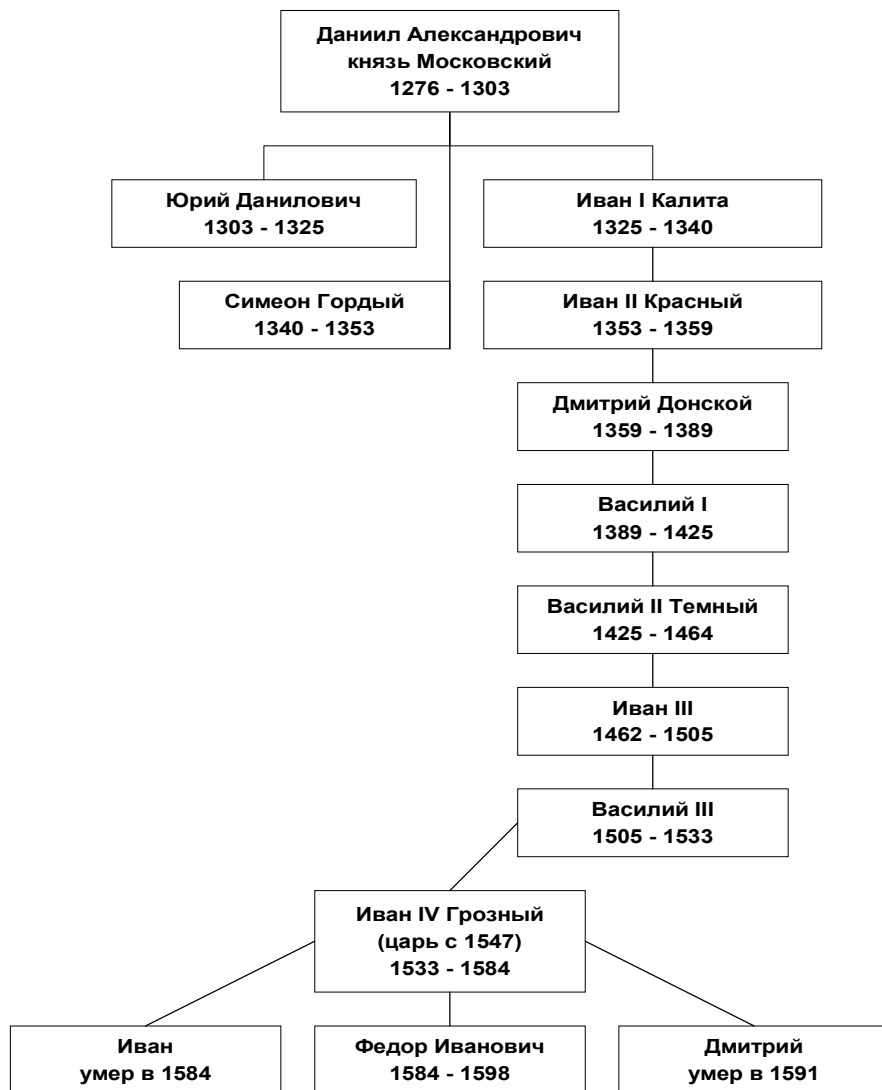 Даниил Александрович
князь Московский
1276 - 1303
Юрий Данилович
1303 - 1325
Иван I Калита
1325 - 1340
Симеон Гордый
1340 - 1353
Иван II Красный
1353 - 1359
Дмитрий Донской
1359 - 1389
Василий I
1389 - 1425
Василий II Темный
1425 - 1464
Иван III
1462 - 1505
Василий III
1505 - 1533
Иван IV Грозный
(царь с 1547)
1533 - 1584
Иван
умер в 1584
Федор Иванович
1584 - 1598
Дмитрий
умер в 1591